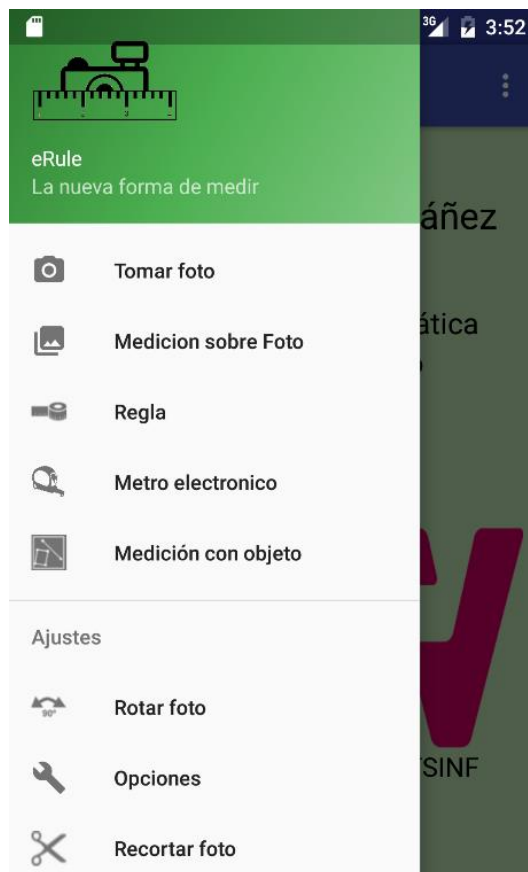 3G 3:52
eRule
La nueva forma de medir
áñez
Tomar foto
ática
Medicion sobre Foto
Regla
Metro electronico
Medición con objeto
Ajustes
90°
Rotar foto
TSINF
Opciones
Recortar foto